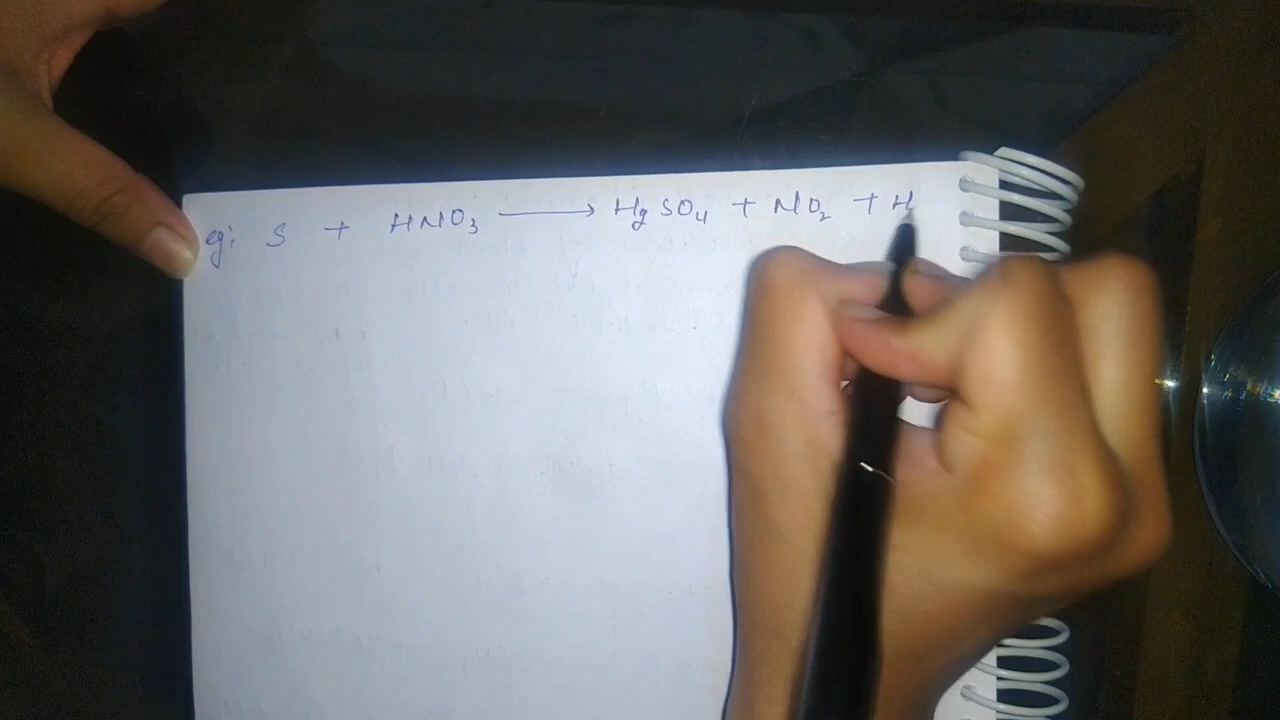 eg: S + HNO3 ⟶ H2SO4 + NO2 + H